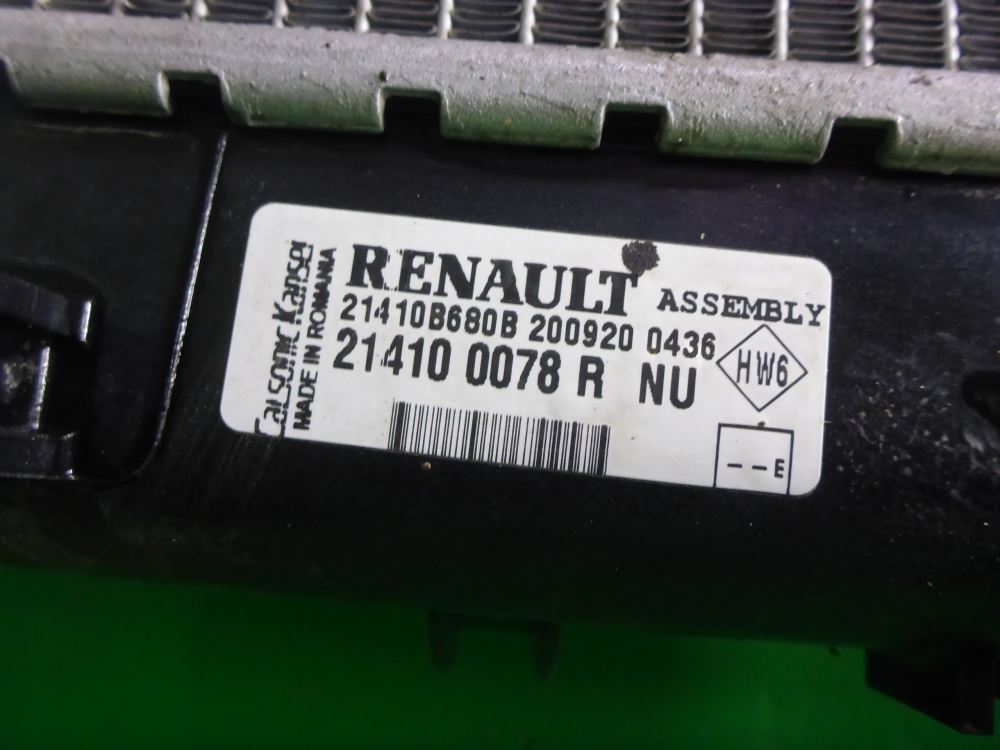 Calsonic Kansei
MADE IN ROMANIA
RENAULT ASSEMBLY
21410B680B 200920 0436
21410 0078 R NU
HW6
--E